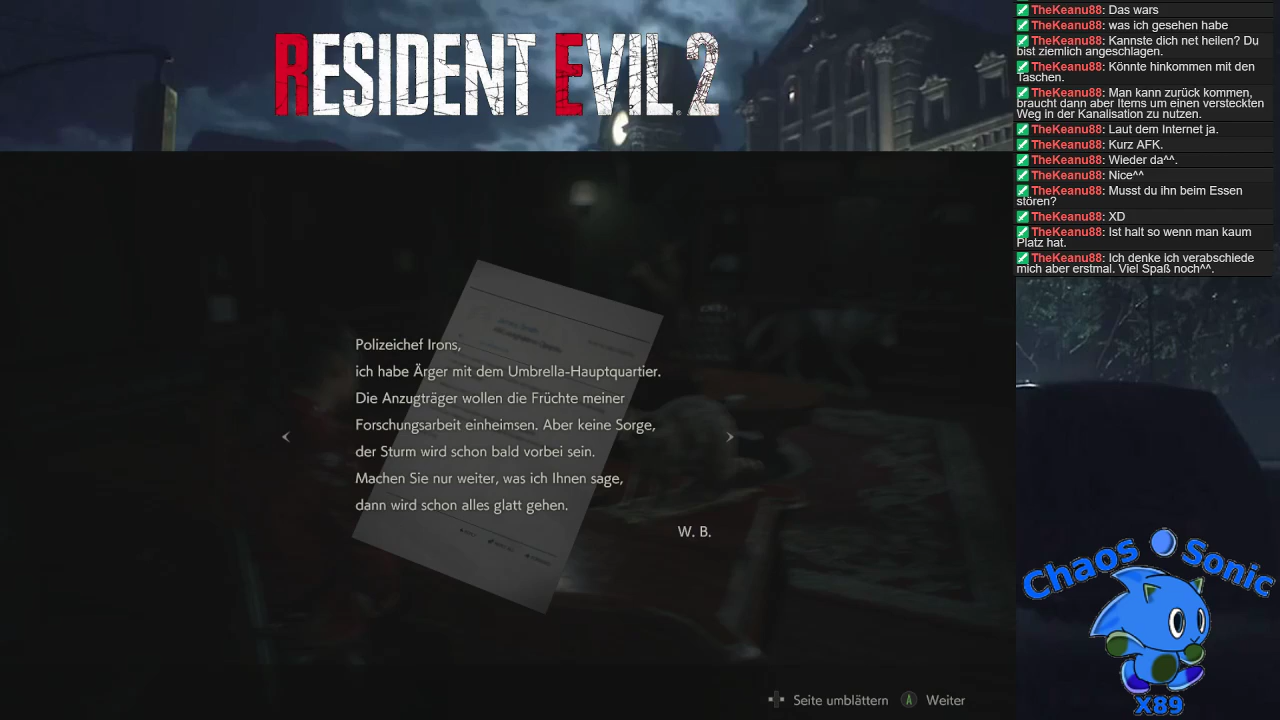 RESIDENT EVIL 2
Polizeichef Irons,
ich habe Ärger mit dem Umbrella-Hauptquartier.
Die Anzugträger wollen die Früchte meiner
Forschungsarbeit einheimsen. Aber keine Sorge,
der Sturm wird schon bald vorbei sein.
Machen Sie nur weiter, was ich Ihnen sage,
dann wird schon alles glatt gehen.
W. B.
Seite umblättern A Weiter
TheKeanu88: Das wars
TheKeanu88: was ich gesehen habe
TheKeanu88: Kannste dich net heilen? Du
bist ziemlich angeschlagen.
TheKeanu88: Könnte hinkommen mit den
Taschen.
TheKeanu88: Man kann zurück kommen,
braucht dann aber Items um einen versteckten
Weg in der Kanalisation zu nutzen.
TheKeanu88: Laut dem Internet ja.
TheKeanu88: Kurz AFK.
TheKeanu88: Wieder da^^.
TheKeanu88: Nice^^
TheKeanu88: Musst du ihn beim Essen
stören?
TheKeanu88: XD
TheKeanu88: Ist halt so wenn man kaum
Platz hat.
TheKeanu88: Ich denke ich verabschiede
mich aber erstmal. Viel Spaß noch^^.
Chaos Sonic
X89